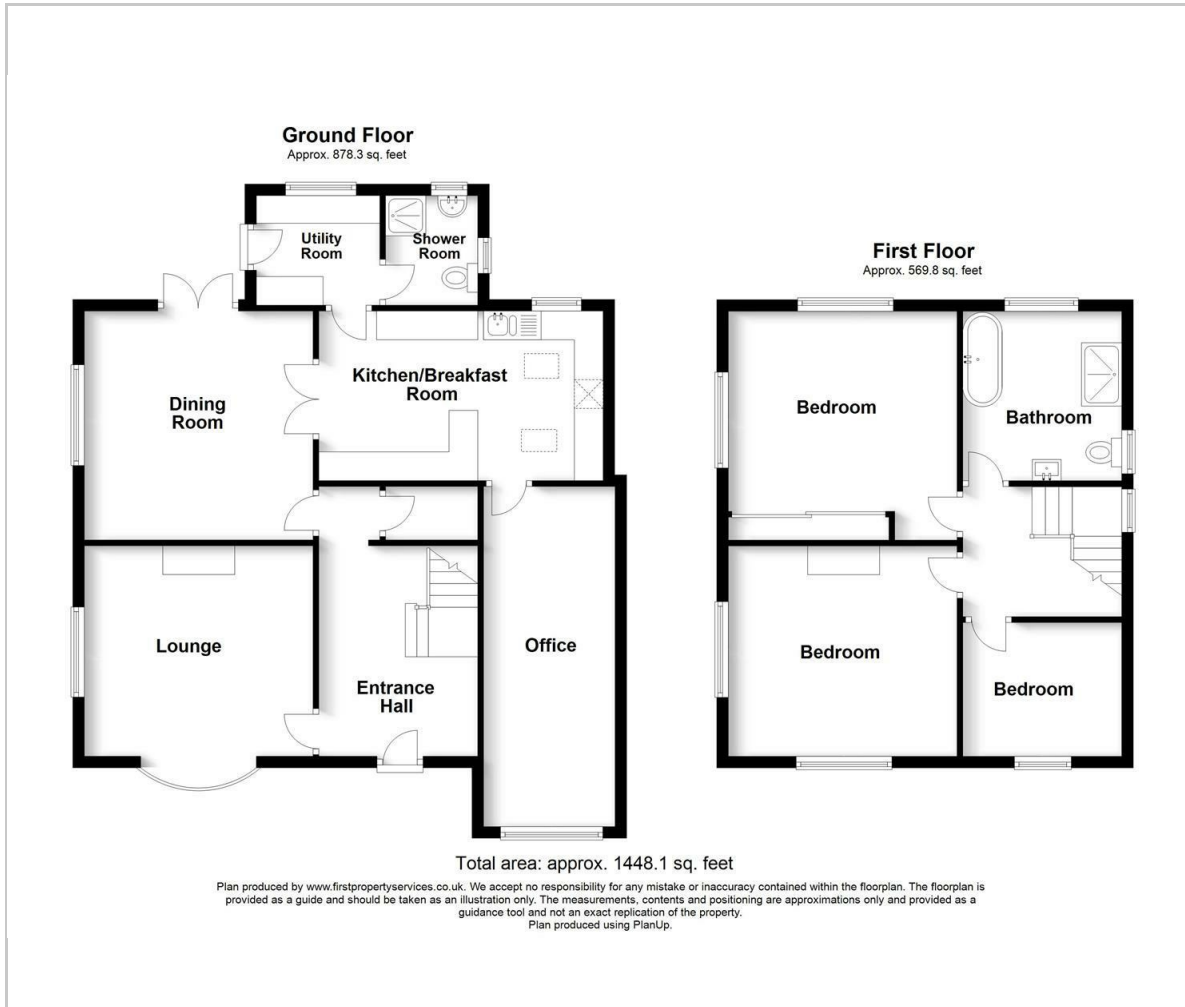 Ground Floor
Approx. 878.3 sq. feet
Utility
Room
Shower
Room
Kitchen/Breakfast
Room
Dining
Room
Lounge
Entrance
Hall
Office
First Floor
Approx. 569.8 sq. feet
Bedroom
Bathroom
Bedroom
Bedroom
Total area: approx. 1448.1 sq. feet
Plan produced by www.firstpropertyservices.co.uk. We accept no responsibility for any mistake or inaccuracy contained within the floorplan. The floorplan is
provided as a guide and should be taken as an illustration only. The measurements, contents and positioning are approximations only and provided as a
guidance tool and not an exact replication of the property.
Plan produced using PlanUp.